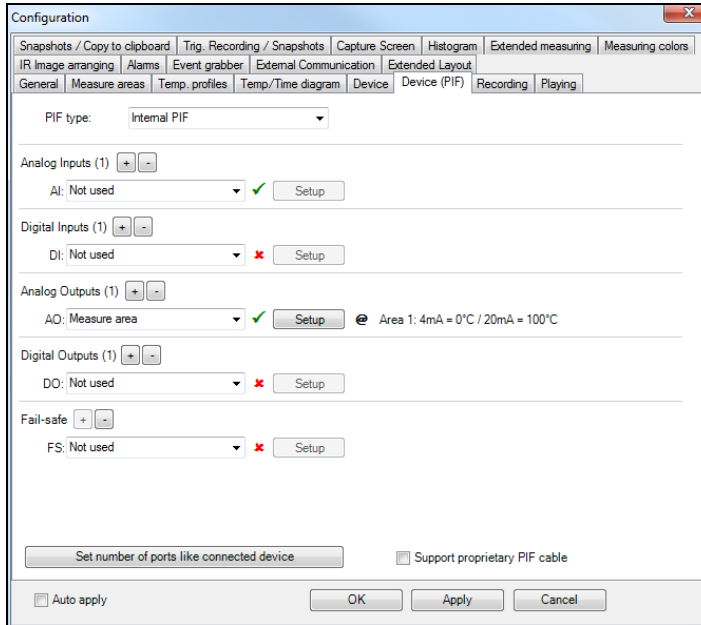 Configuration
Snapshots / Copy to clipboard Trig. Recording / Snapshots Capture Screen Histogram Extended measuring Measuring colors
IR Image arranging Alarms Event grabber External Communication Extended Layout
General Measure areas Temp. profiles Temp/Time diagram Device Device (PIF) Recording Playing
PIF type: Internal PIF
Analog Inputs (1) + -
AI: Not used Setup
Digital Inputs (1) + -
DI: Not used Setup
Analog Outputs (1) + -
AO: Measure area Setup @ Area 1: 4mA = 0°C / 20mA = 100°C
Digital Outputs (1) + -
DO: Not used Setup
Fail-safe + -
FS: Not used Setup
Set number of ports like connected device Support proprietary PIF cable
Auto apply OK Apply Cancel